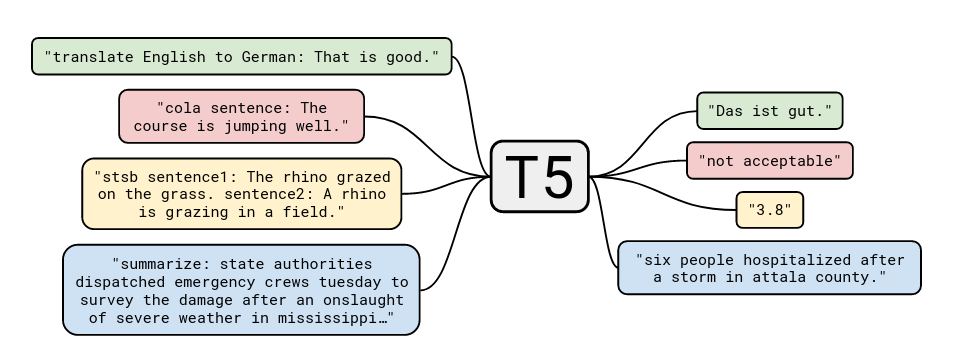 "translate English to German: That is good."
"cola sentence: The
course is jumping well."
"stsb sentence1: The rhino grazed
on the grass. sentence2: A rhino
is grazing in a field."
"summarize: state authorities
dispatched emergency crews tuesday to
survey the damage after an onslaught
of severe weather in mississippi…"
T5
"Das ist gut."
"not acceptable"
"3.8"
"six people hospitalized after
a storm in attala county."